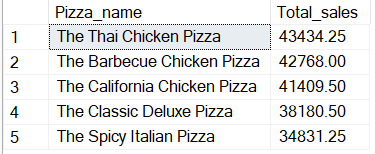 Pizza_name Total_sales
1 The Thai Chicken Pizza 43434.25
2 The Barbecue Chicken Pizza 42768.00
3 The California Chicken Pizza 41409.50
4 The Classic Deluxe Pizza 38180.50
5 The Spicy Italian Pizza 34831.25